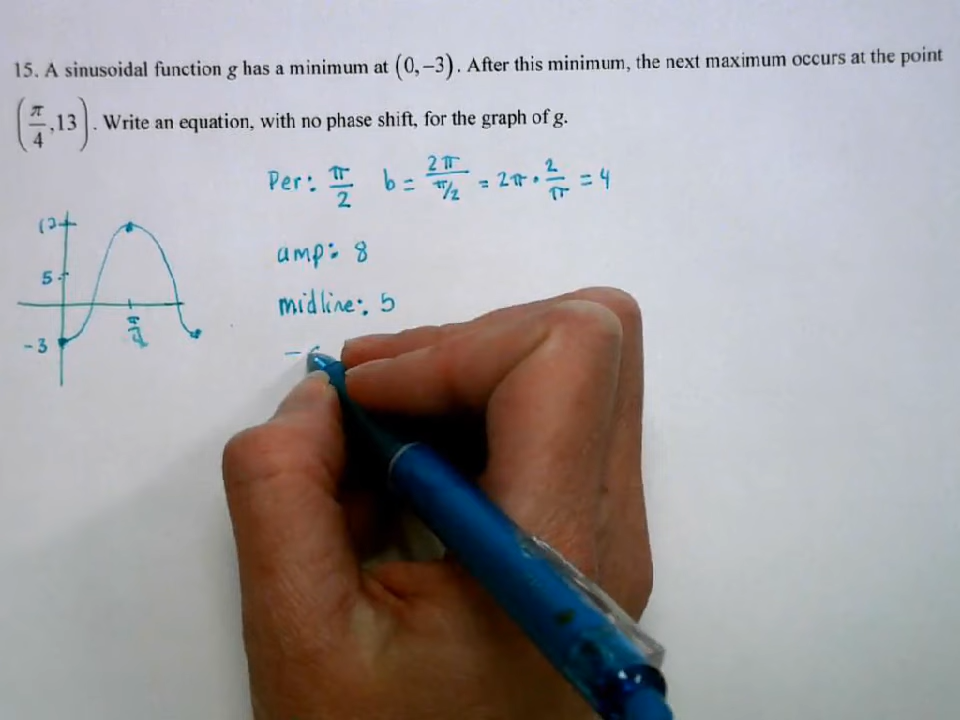 15. A sinusoidal function g has a minimum at (0,−3). After this minimum, the next maximum occurs at the point
(π/4, 13). Write an equation, with no phase shift, for the graph of g.
Per: π/2 b = 2π/(π/2) = 2π · 2/π = 4
amp: 8
midline: 5
13
5
π/4
-3
-